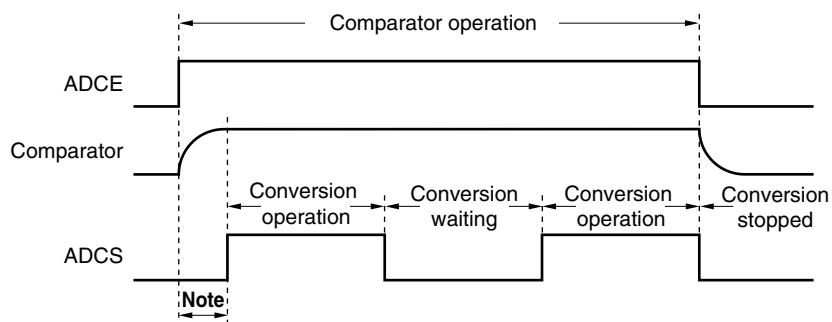 Comparator operation
ADCE
Comparator
Conversion
operation
Conversion
waiting
Conversion
operation
Conversion
stopped
ADCS
Note